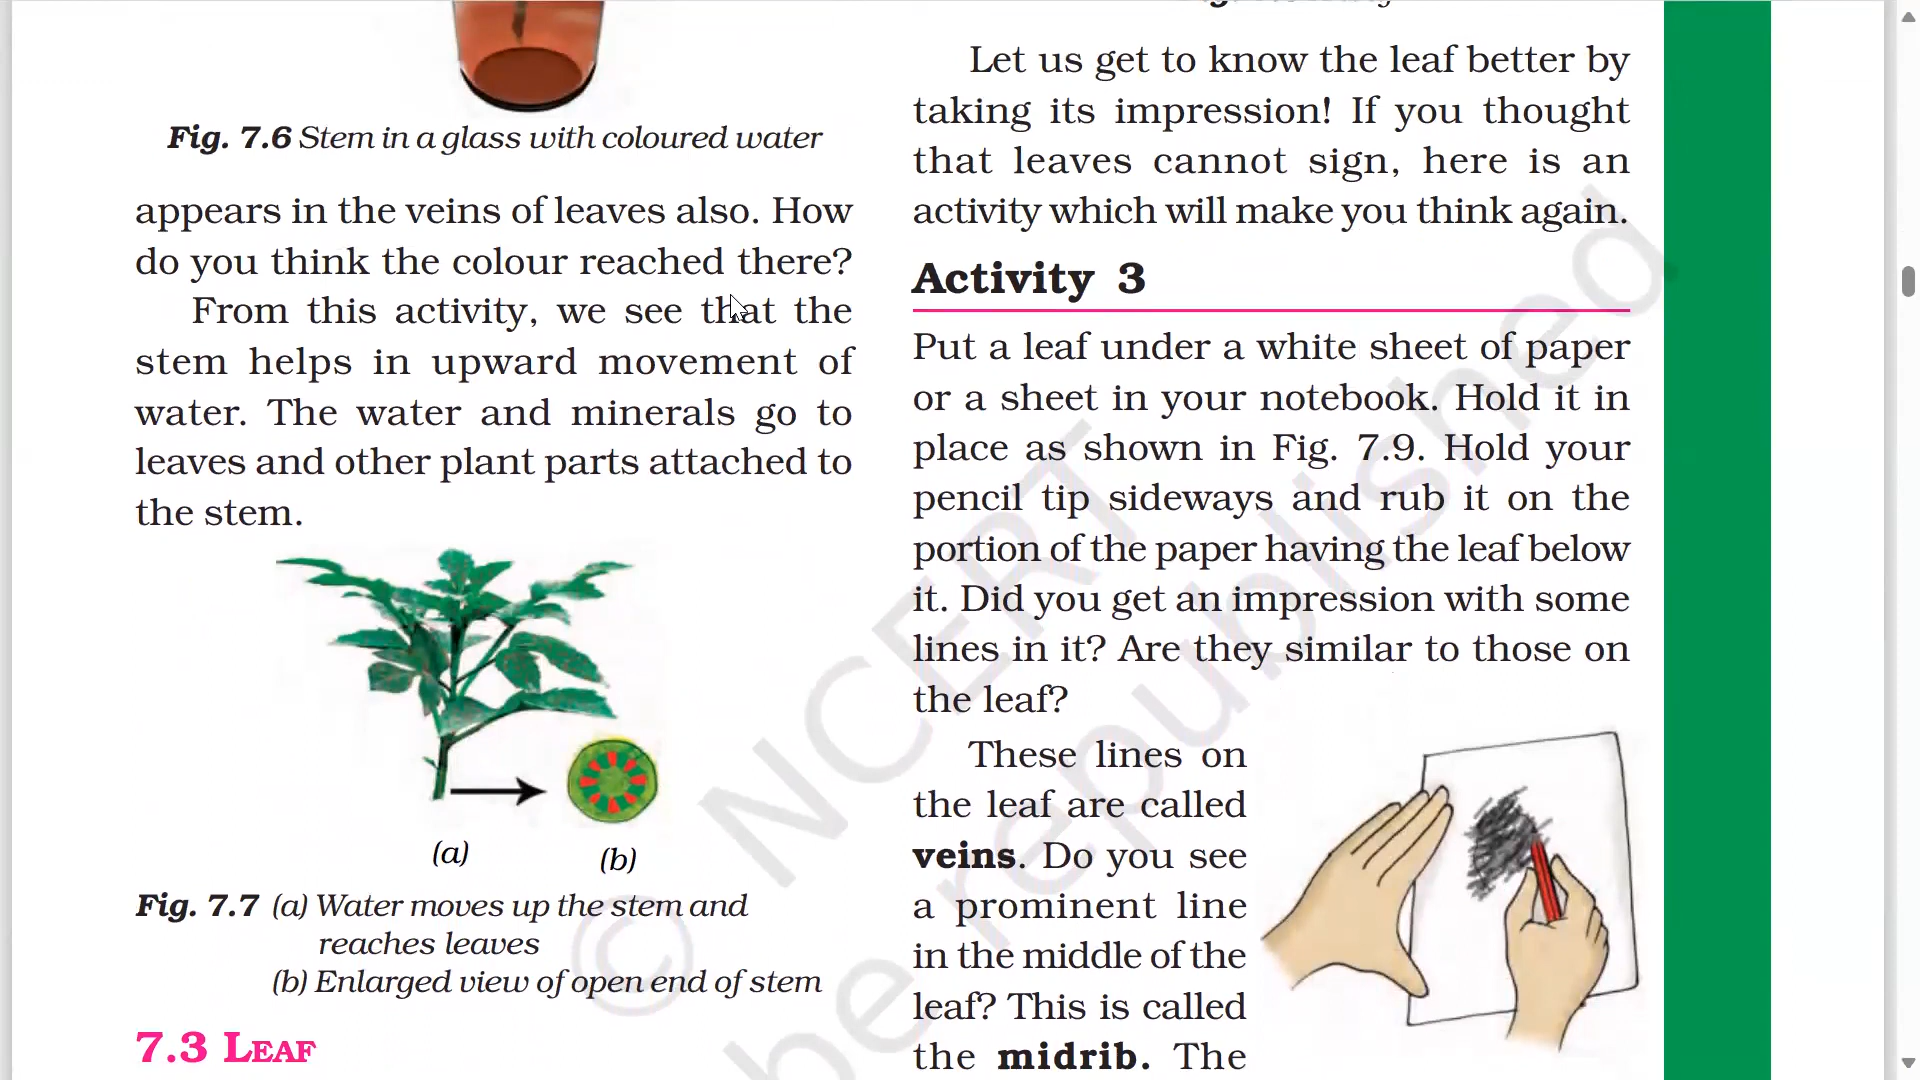 Fig. 7.6 Stem in a glass with coloured water
appears in the veins of leaves also. How
do you think the colour reached there?
From this activity, we see that the
stem helps in upward movement of
water. The water and minerals go to
leaves and other plant parts attached to
the stem.
(a)
(b)
Fig. 7.7 (a) Water moves up the stem and
reaches leaves
(b) Enlarged view of open end of stem
7.3 LEAF
Let us get to know the leaf better by
taking its impression! If you thought
that leaves cannot sign, here is an
activity which will make you think again.
Activity 3
Put a leaf under a white sheet of paper
or a sheet in your notebook. Hold it in
place as shown in Fig. 7.9. Hold your
pencil tip sideways and rub it on the
portion of the paper having the leaf below
it. Did you get an impression with some
lines in it? Are they similar to those on
the leaf?
These lines on
the leaf are called
veins. Do you see
a prominent line
in the middle of the
leaf? This is called
the midrib. The
© NCERT
be republished